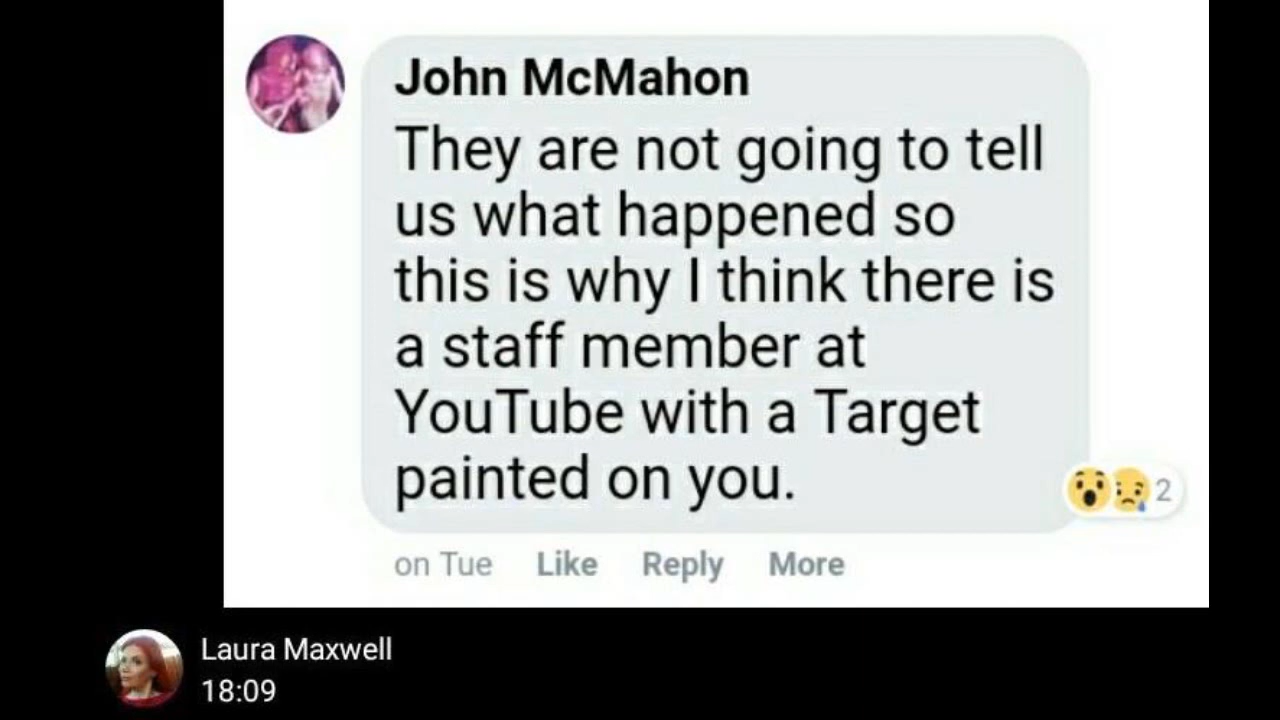 John McMahon
They are not going to tell
us what happened so
this is why I think there is
a staff member at
YouTube with a Target
painted on you.
2
on Tue Like Reply More
Laura Maxwell
18:09